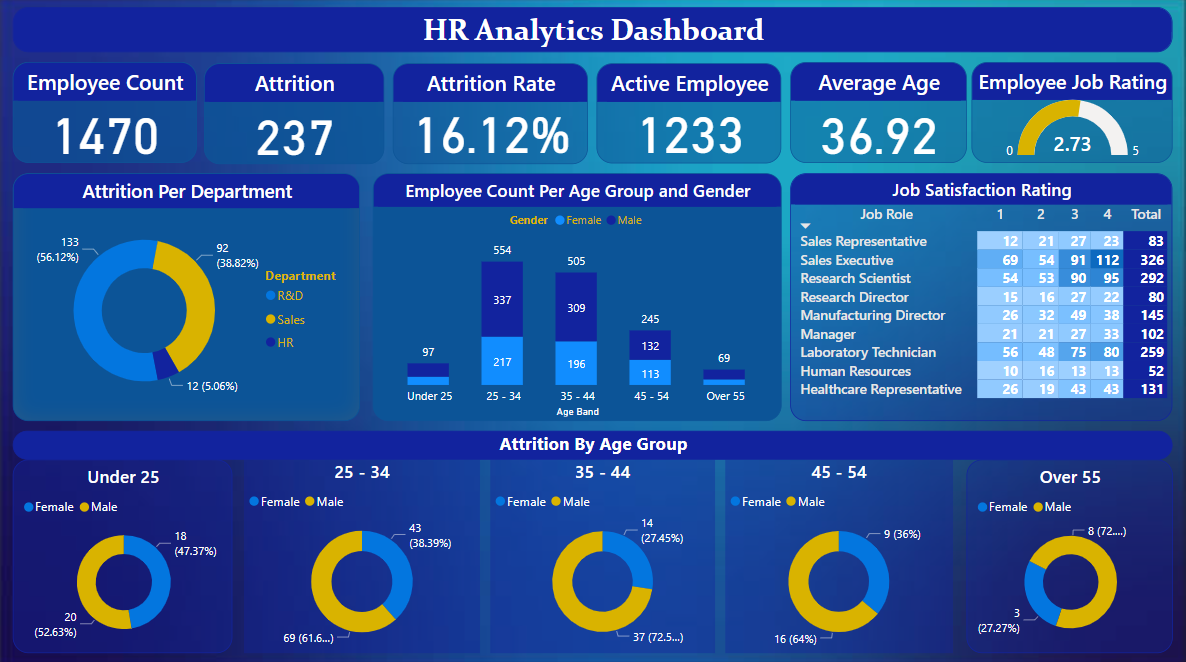 HR Analytics Dashboard
Employee Count
1470
Attrition
237
Attrition Rate
16.12%
Active Employee
1233
Average Age
36.92
Employee Job Rating
2.73
0
5
Attrition Per Department
133
(56.12%)
92
(38.82%)
12 (5.06%)
Department
R&D
Sales
HR
Employee Count Per Age Group and Gender
Gender Female Male
97
554
337
217
505
309
196
245
132
113
69
Under 25 25 - 34 35 - 44 45 - 54 Over 55
Age Band
Job Satisfaction Rating
Job Role 1 2 3 4 Total
Sales Representative 12 21 27 23 83
Sales Executive 69 54 91 112 326
Research Scientist 54 53 90 95 292
Research Director 15 16 27 22 80
Manufacturing Director 26 32 49 38 145
Manager 21 21 27 33 102
Laboratory Technician 56 48 75 80 259
Human Resources 10 16 13 13 52
Healthcare Representative 26 19 43 43 131
Attrition By Age Group
Under 25
Female Male
18
(47.37%)
20
(52.63%)
25 - 34
Female Male
43
(38.39%)
69 (61.6...)
35 - 44
Female Male
14
(27.45%)
37 (72.5...)
45 - 54
Female Male
9 (36%)
16 (64%)
Over 55
Female Male
8 (72....)
3
(27.27%)